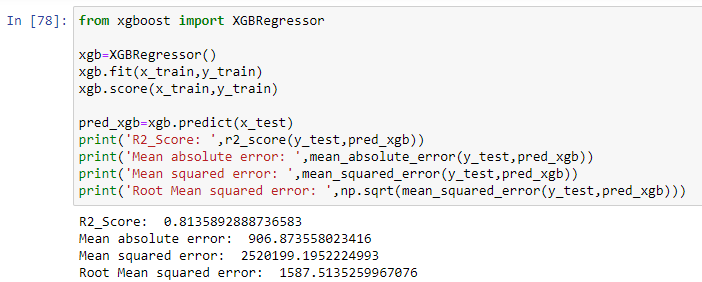 In [78]: from xgboost import XGBRegressor
xgb=XGBRegressor()
xgb.fit(x_train,y_train)
xgb.score(x_train,y_train)
pred_xgb=xgb.predict(x_test)
print('R2_Score: ',r2_score(y_test,pred_xgb))
print('Mean absolute error: ',mean_absolute_error(y_test,pred_xgb))
print('Mean squared error: ',mean_squared_error(y_test,pred_xgb))
print('Root Mean squared error: ',np.sqrt(mean_squared_error(y_test,pred_xgb)))
R2_Score:  0.8135892888736583
Mean absolute error:  906.873558023416
Mean squared error:  2520199.1952224993
Root Mean squared error:  1587.5135259967076